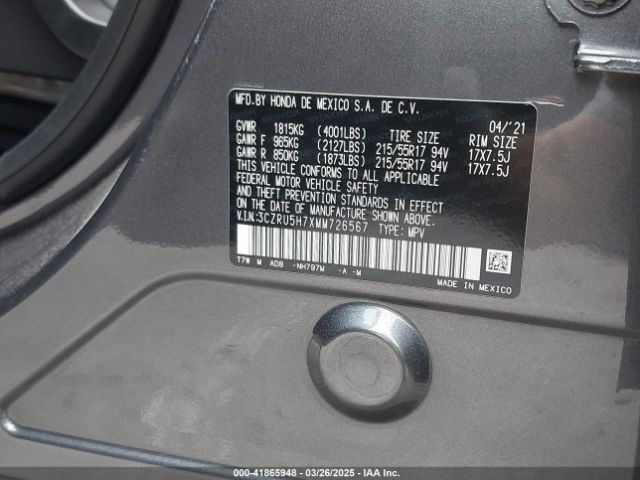 MFD.BY HONDA DE MEXICO S.A. DE C.V.
04/'21
GVWR 1815KG (4001LBS) TIRE SIZE RIM SIZE
GAWR F 965KG (2127LBS) 215/55R17 94V 17X7.5J
GAWR R 850KG (1873LBS) 215/55R17 94V 17X7.5J
THIS VEHICLE CONFORMS TO ALL APPLICABLE
FEDERAL MOTOR VEHICLE SAFETY
AND THEFT PREVENTION STANDARDS IN EFFECT
ON THE DATE OF MANUFACTURE SHOWN ABOVE.
V.I.N:3CZRU5H7XMM726567 TYPE: MPV
T7W M AD8 -NH797M -A -M
MADE IN MEXICO
000-41865948 | 03/26/2025 | IAA Inc.